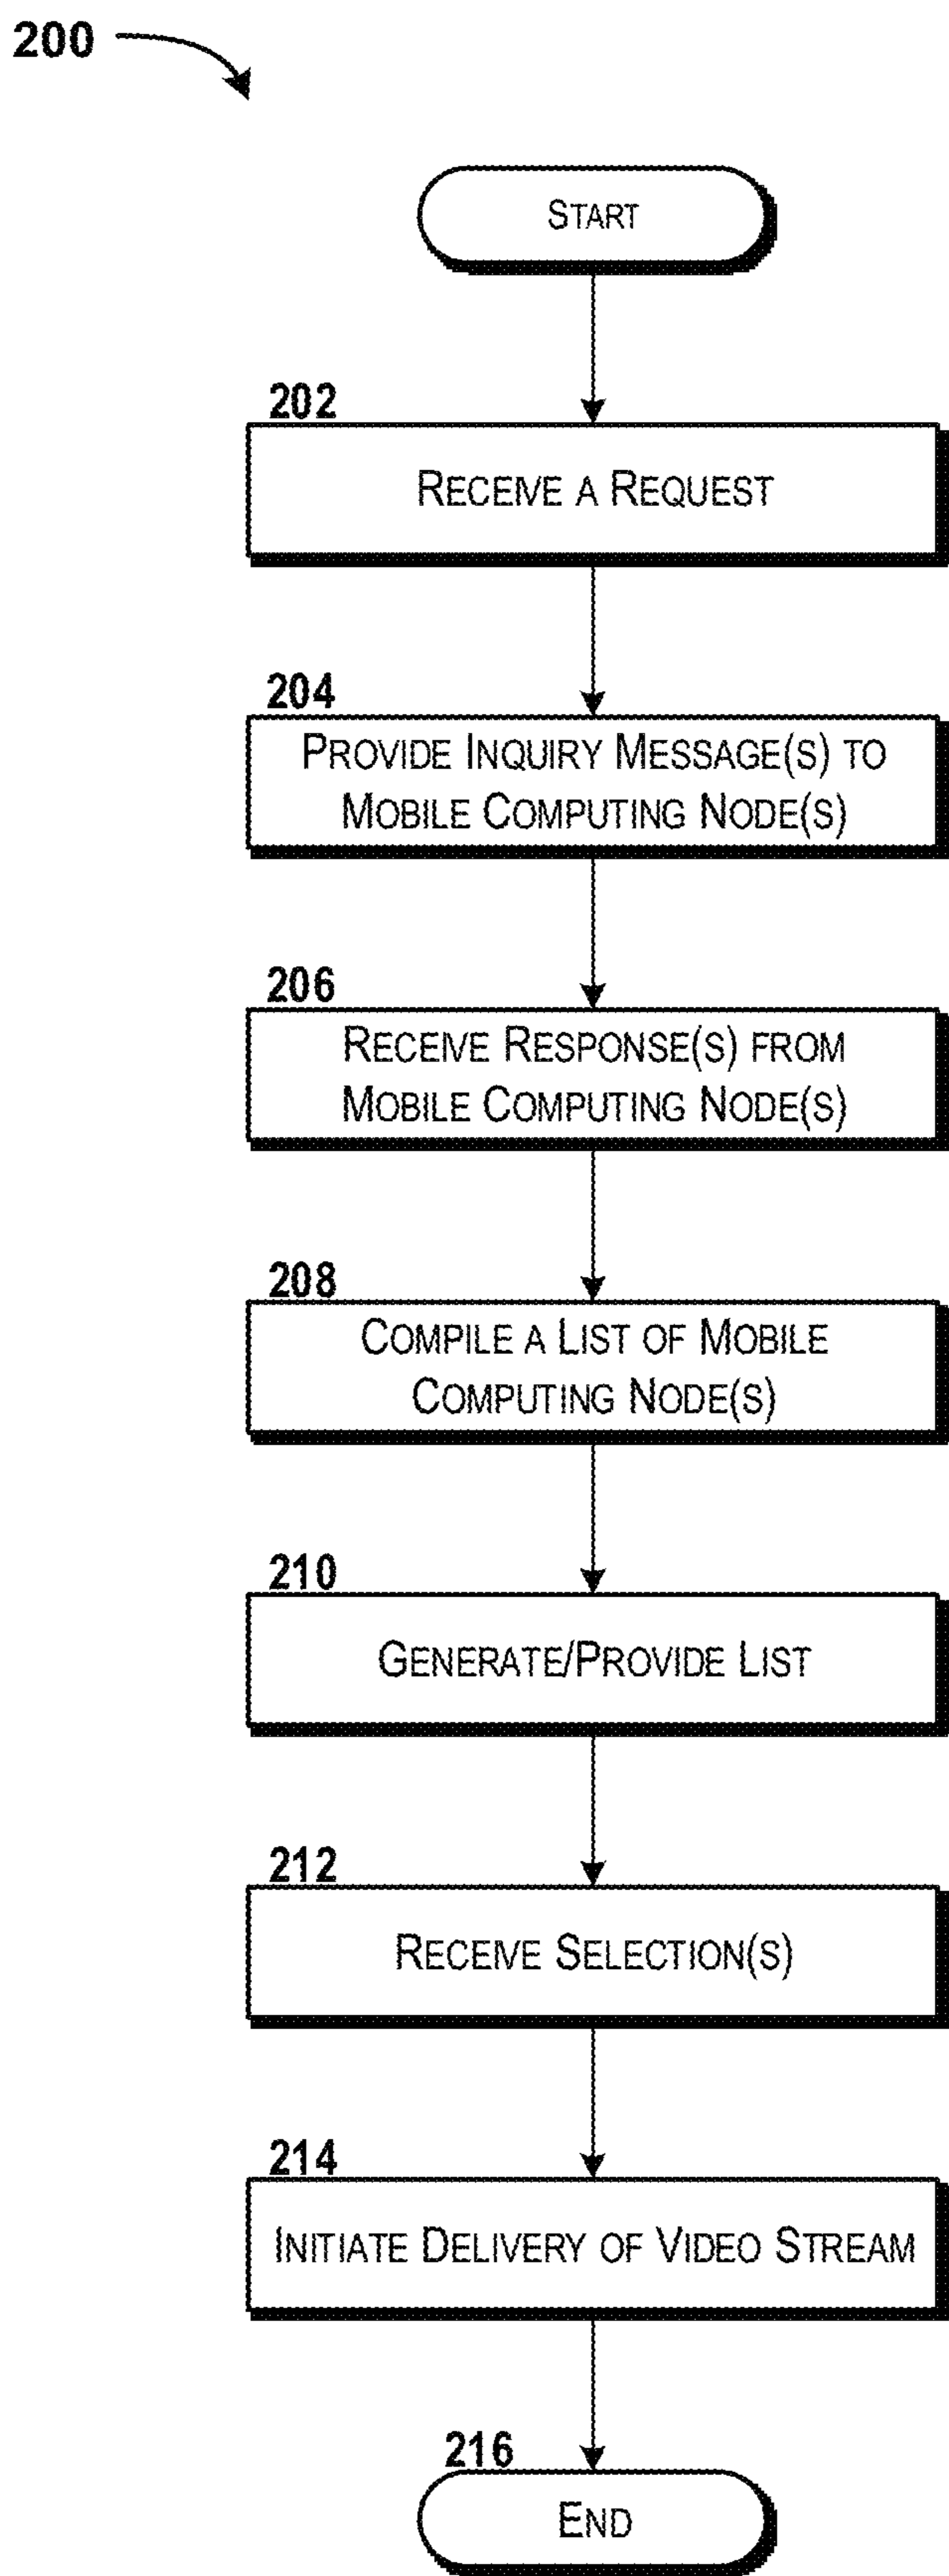 200
START
202
RECEIVE A REQUEST
204
PROVIDE INQUIRY MESSAGE(S) TO
MOBILE COMPUTING NODE(S)
206
RECEIVE RESPONSE(S) FROM
MOBILE COMPUTING NODE(S)
208
COMPILE A LIST OF MOBILE
COMPUTING NODE(S)
210
GENERATE/PROVIDE LIST
212
RECEIVE SELECTION(S)
214
INITIATE DELIVERY OF VIDEO STREAM
216
END